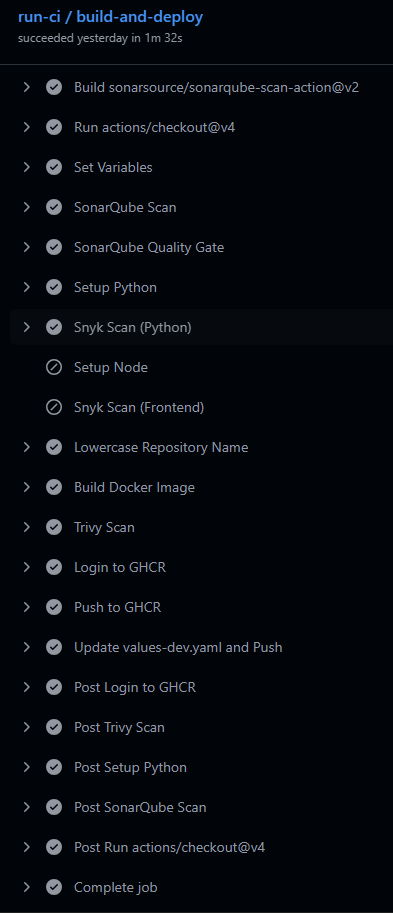 run-ci / build-and-deploy
succeeded yesterday in 1m 32s
Build sonarsource/sonarqube-scan-action@v2
Run actions/checkout@v4
Set Variables
SonarQube Scan
SonarQube Quality Gate
Setup Python
Snyk Scan (Python)
Setup Node
Snyk Scan (Frontend)
Lowercase Repository Name
Build Docker Image
Trivy Scan
Login to GHCR
Push to GHCR
Update values-dev.yaml and Push
Post Login to GHCR
Post Trivy Scan
Post Setup Python
Post SonarQube Scan
Post Run actions/checkout@v4
Complete job